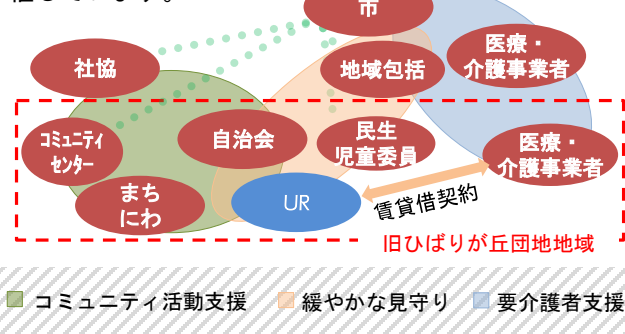 市
社協
地域包括
医療・
介護事業者
コミュニティ
センター
自治会
民生
児童委員
医療・
介護事業者
まち
にわ
UR
賃貸借契約
旧ひばりが丘団地地域
コミュニティ活動支援
緩やかな見守り
要介護者支援